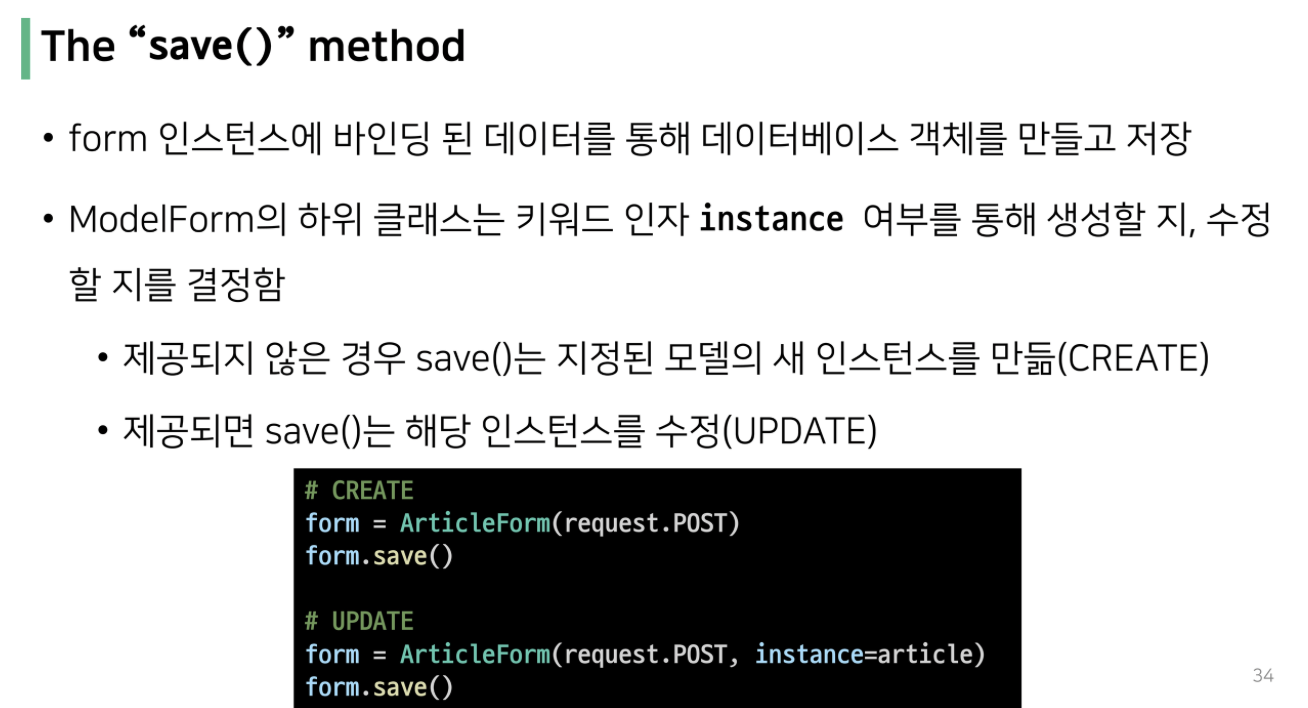 The “save()” method
• form 인스턴스에 바인딩 된 데이터를 통해 데이터베이스 객체를 만들고 저장
• ModelForm의 하위 클래스는 키워드 인자 instance 여부를 통해 생성할 지, 수정
할 지를 결정함
• 제공되지 않은 경우 save()는 지정된 모델의 새 인스턴스를 만듦(CREATE)
• 제공되면 save()는 해당 인스턴스를 수정(UPDATE)
# CREATE
form = ArticleForm(request.POST)
form.save()
# UPDATE
form = ArticleForm(request.POST, instance=article)
form.save()
34